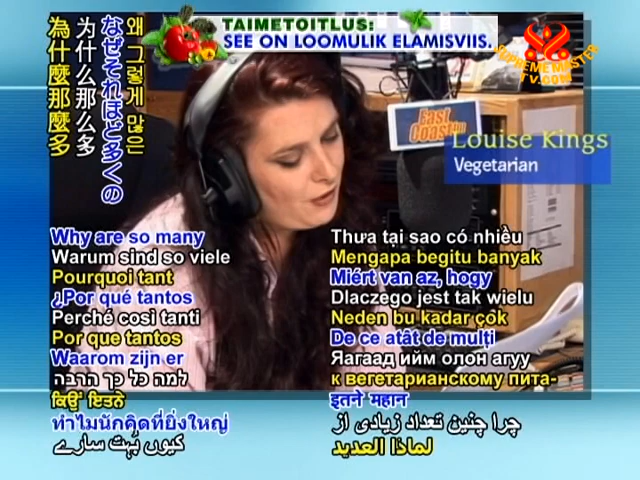 TAIMETOITLUS:
SEE ON LOOMULIK ELAMISVIIS.
SUPREME MASTER
TV.COM
為什麼那麼多
为什么那么多
なぜそれほど多くの
왜 그렇게 많은
East
Coast FM
Louise Kings
Vegetarian
Why are so many
Warum sind so viele
Pourquoi tant
¿Por qué tantos
Perché così tanti
Por que tantos
Waarom zijn er
למה כל כך הרבה
ਕਿਉਂ ਇਤਨੇ
ทำไมนักคิดที่ยิ่งใหญ่
کیوں بُہت سارے
Thưa tại sao có nhiều
Mengapa begitu banyak
Miért van az, hogy
Dlaczego jest tak wielu
Neden bu kadar çok
De ce atât de mulţi
Яагаад ийм олон агуу
к вегетарианскому пита-
इतने महान
چرا چنین تعداد زیادی از
لماذا العديد